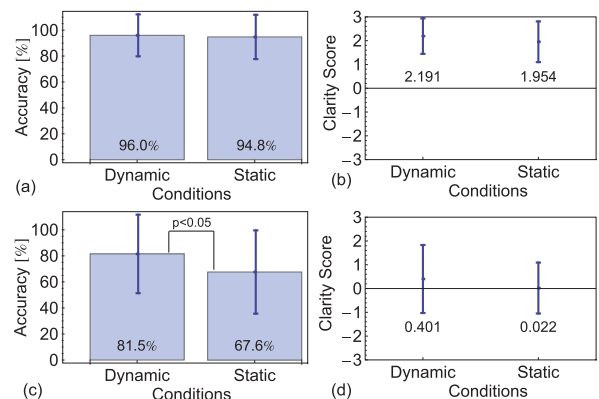 Accuracy [%]
100
80
60
40
20
0
96.0%
94.8%
Dynamic
Static
Conditions
(a)
Clarity Score
3
2
1
0
−1
−2
−3
2.191
1.954
Dynamic
Static
Conditions
(b)
Accuracy [%]
100
80
60
40
20
0
p<0.05
81.5%
67.6%
Dynamic
Static
Conditions
(c)
Clarity Score
3
2
1
0
−1
−2
−3
0.401
0.022
Dynamic
Static
Conditions
(d)